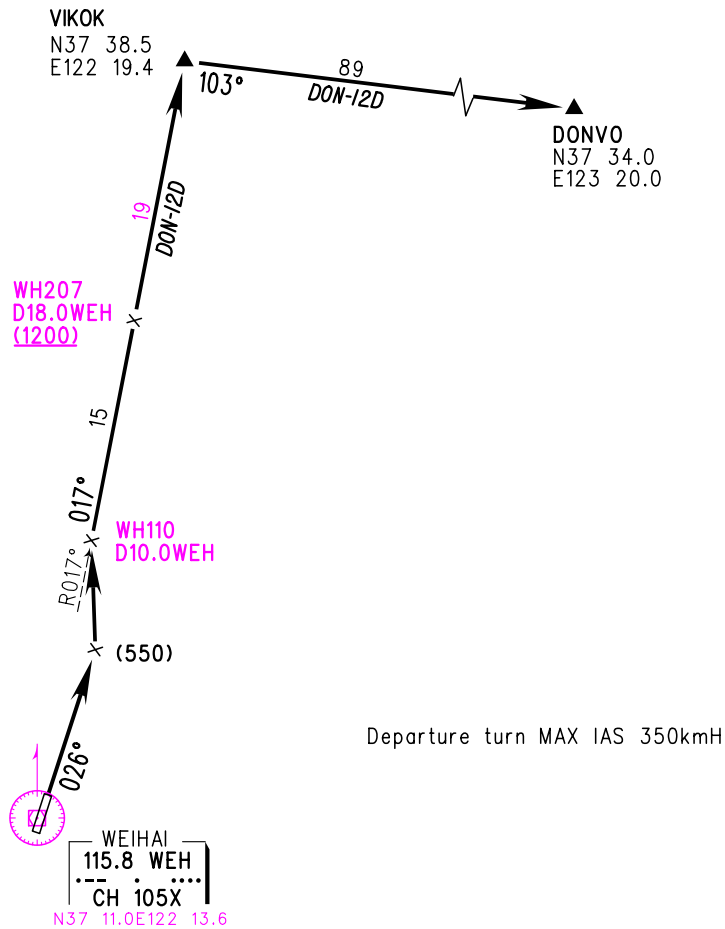 VIKOK
N37 38.5
E122 19.4
103°
89
DON-12D
DONVO
N37 34.0
E123 20.0
19
DON-12D
WH207
D18.0WEH
(1200)
15
017°
WH110
D10.0WEH
R017°
(550)
Departure turn MAX IAS 350kmH
026°
WEIHAI
115.8 WEH
·-- · ····
CH 105X
N37 11.0E122 13.6